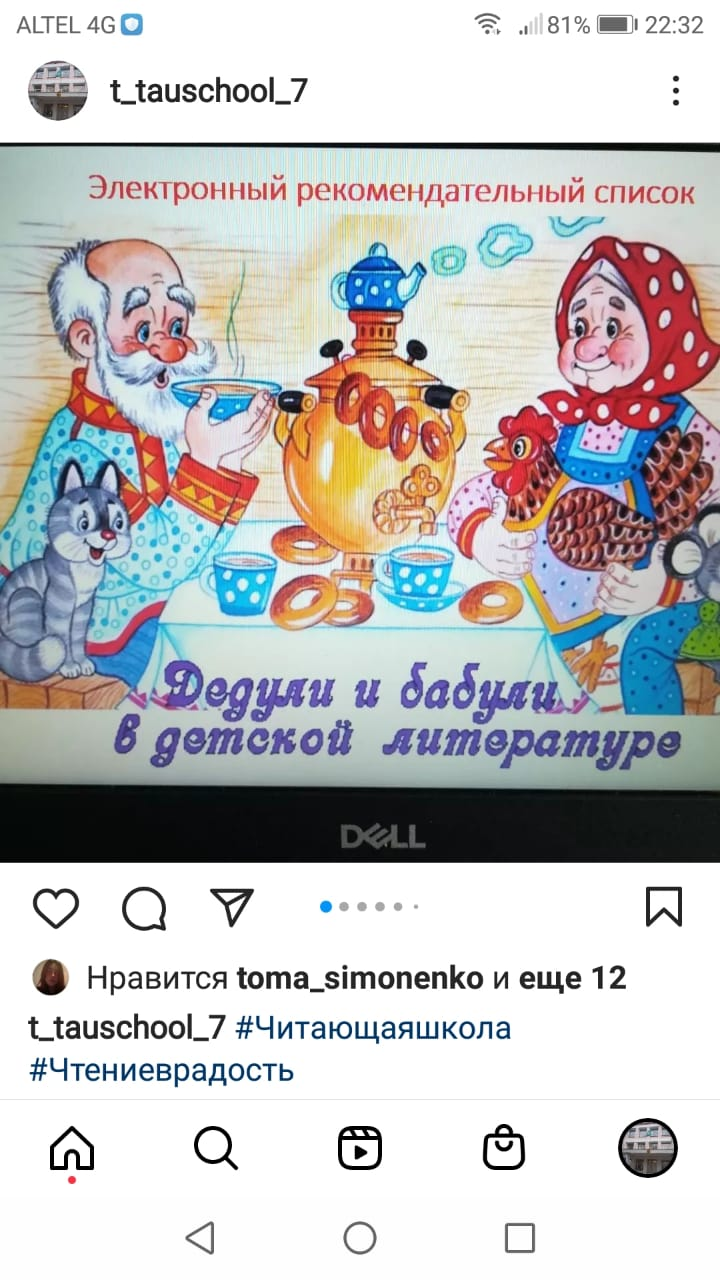 ALTEL 4G 81% 22:32
t_tauschool_7
Электронный рекомендательный список
Дедули и бабули
в детской литературе
DELL
Нравится toma_simonenko и еще 12
t_tauschool_7 #Читающаяшкола
#Чтениеврадость